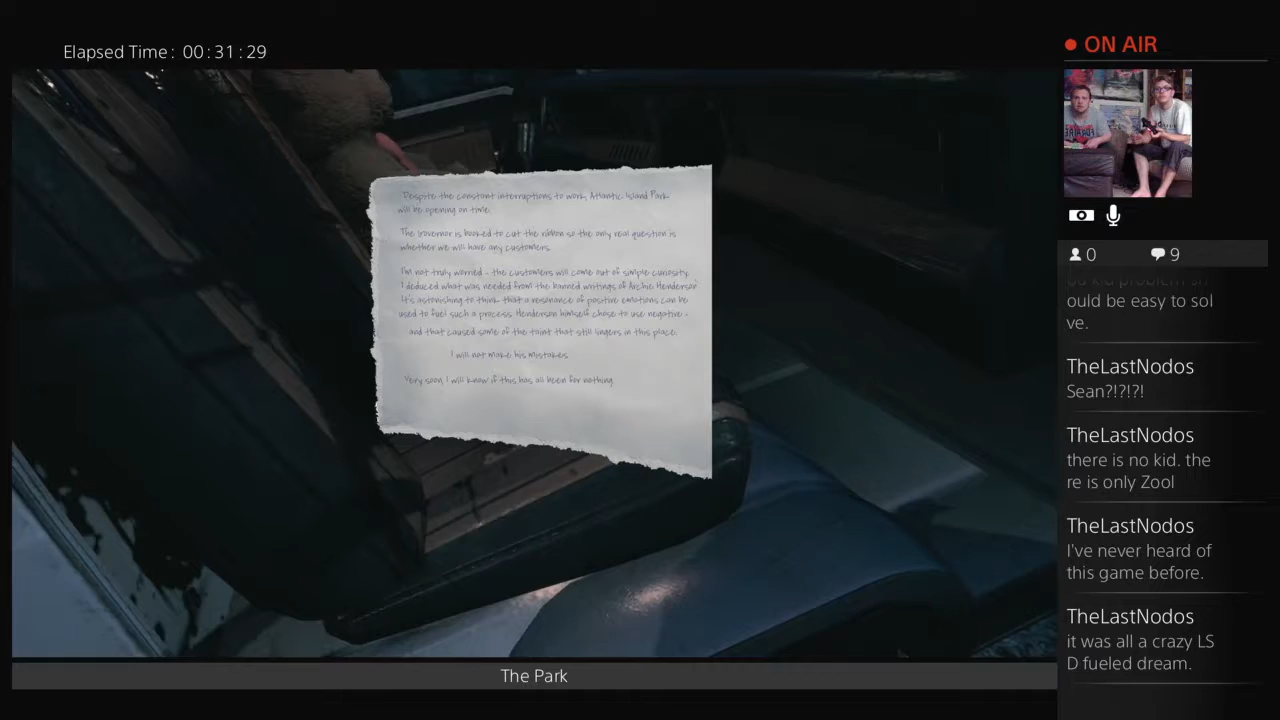 Elapsed Time: 00:31:29
ON AIR
Despite the constant interruptions to work, Atlantic Island Park
will be opening on time.
The Governor is booked to cut the ribbon so the only real question is
whether we will have any customers.
I'm not truly worried - the customers will come out of simple curiosity.
I deduced what was needed from the banned writings of Archie Henderson
It's astonishing to think that a resonance of positive emotions can be
used to fuel such a process. Henderson himself chose to use negative -
and that caused some of the taint that still lingers in this place.
I will not make his mistakes.
Very soon, I will know if this has all been for nothing.
0
9
ould be easy to sol
ve.
TheLastNodos
Sean?!?!?!
TheLastNodos
there is no kid. the
re is only Zool
TheLastNodos
I've never heard of
this game before.
TheLastNodos
it was all a crazy LS
D fueled dream.
The Park